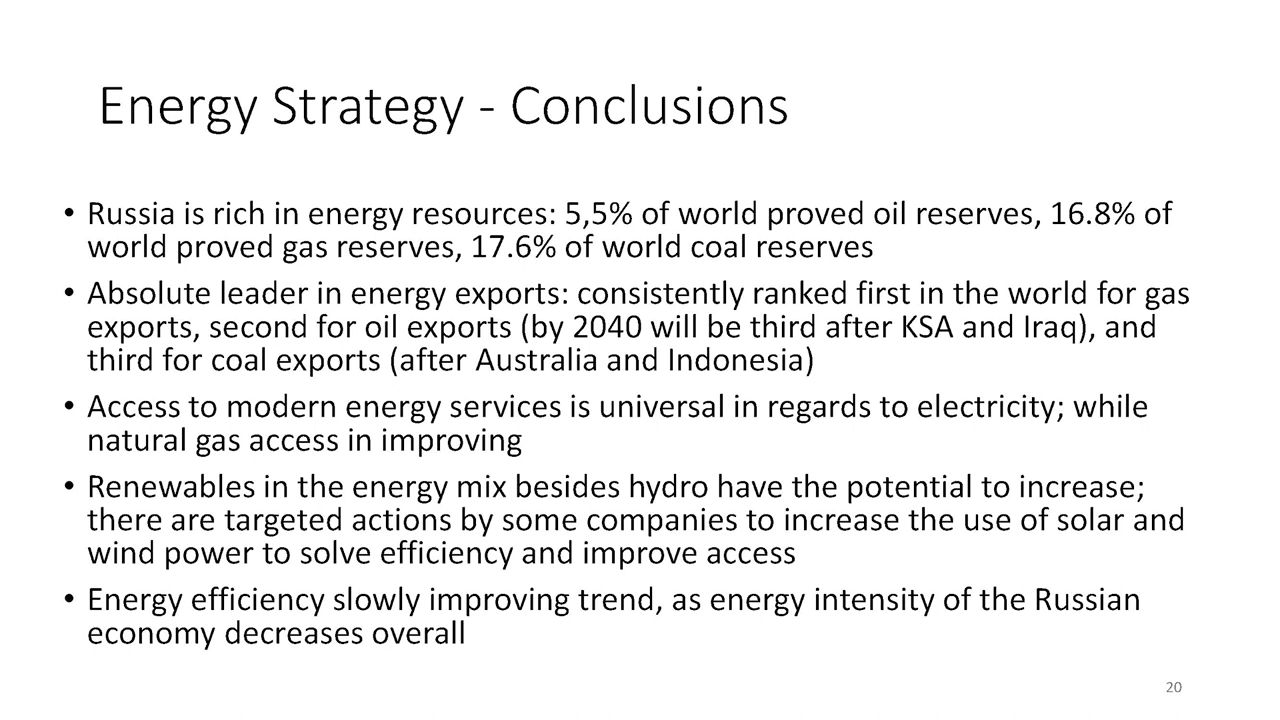 Energy Strategy - Conclusions
• Russia is rich in energy resources: 5,5% of world proved oil reserves, 16.8% of
world proved gas reserves, 17.6% of world coal reserves
• Absolute leader in energy exports: consistently ranked first in the world for gas
exports, second for oil exports (by 2040 will be third after KSA and Iraq), and
third for coal exports (after Australia and Indonesia)
• Access to modern energy services is universal in regards to electricity; while
natural gas access in improving
• Renewables in the energy mix besides hydro have the potential to increase;
there are targeted actions by some companies to increase the use of solar and
wind power to solve efficiency and improve access
• Energy efficiency slowly improving trend, as energy intensity of the Russian
economy decreases overall
20